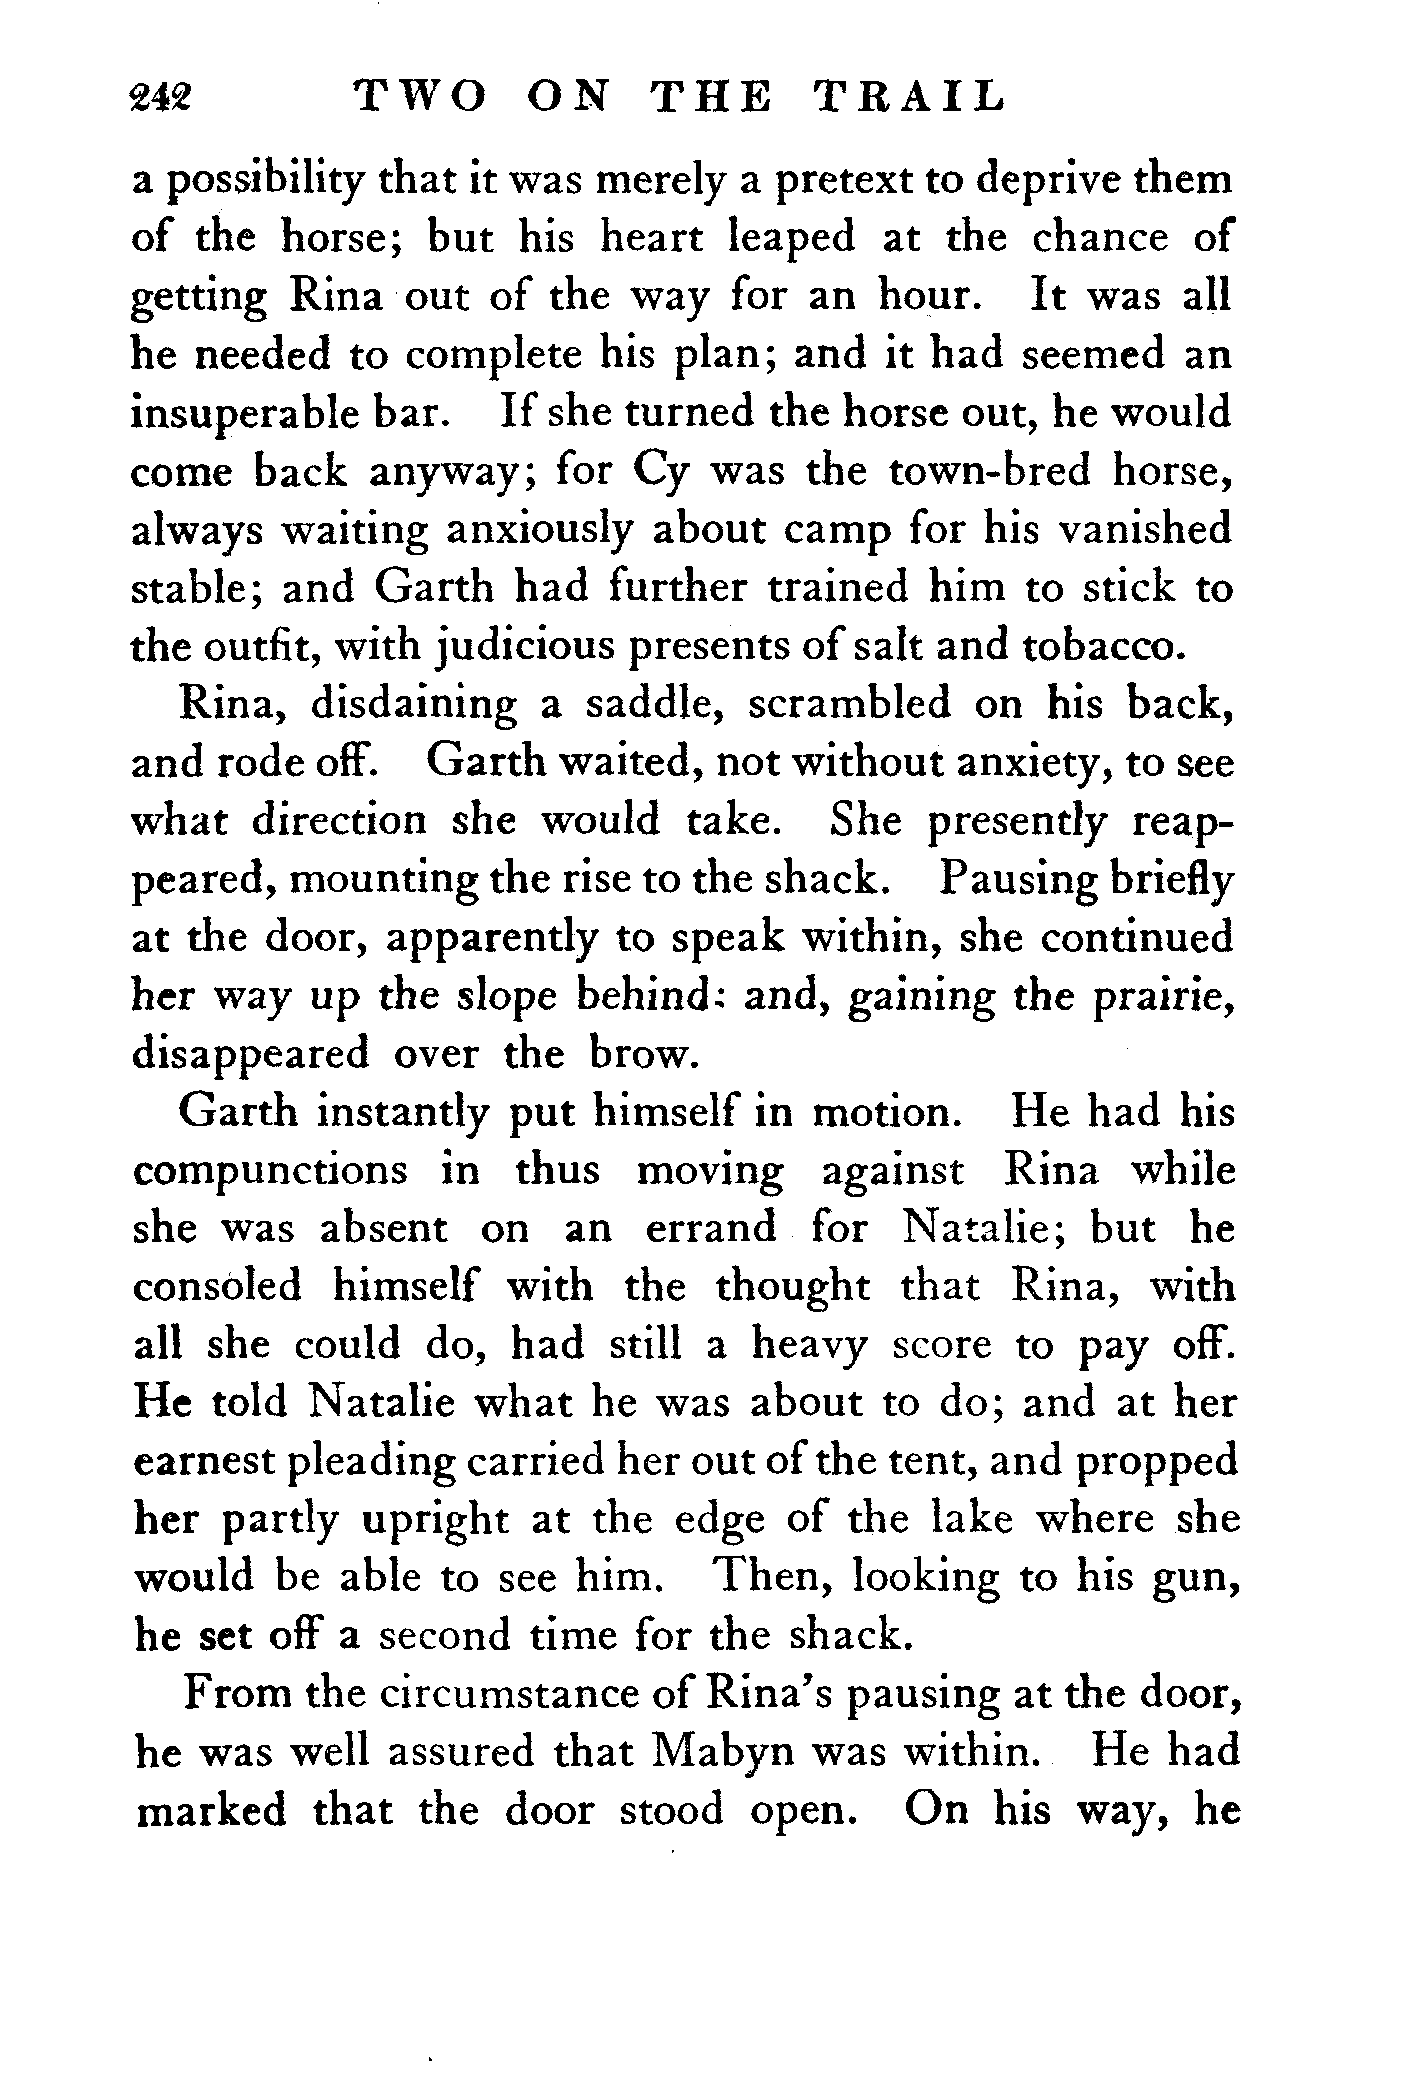 242 TWO ON THE TRAIL
a possibility that it was merely a pretext to deprive them
of the horse; but his heart leaped at the chance of
getting Rina out of the way for an hour. It was all
he needed to complete his plan; and it had seemed an
insuperable bar. If she turned the horse out, he would
come back anyway; for Cy was the town-bred horse,
always waiting anxiously about camp for his vanished
stable; and Garth had further trained him to stick to
the outfit, with judicious presents of salt and tobacco.
Rina, disdaining a saddle, scrambled on his back,
and rode off. Garth waited, not without anxiety, to see
what direction she would take. She presently reap-
peared, mounting the rise to the shack. Pausing briefly
at the door, apparently to speak within, she continued
her way up the slope behind: and, gaining the prairie,
disappeared over the brow.
Garth instantly put himself in motion. He had his
compunctions in thus moving against Rina while
she was absent on an errand for Natalie; but he
consoled himself with the thought that Rina, with
all she could do, had still a heavy score to pay off.
He told Natalie what he was about to do; and at her
earnest pleading carried her out of the tent, and propped
her partly upright at the edge of the lake where she
would be able to see him. Then, looking to his gun,
he set off a second time for the shack.
From the circumstance of Rina's pausing at the door,
he was well assured that Mabyn was within. He had
marked that the door stood open. On his way, he